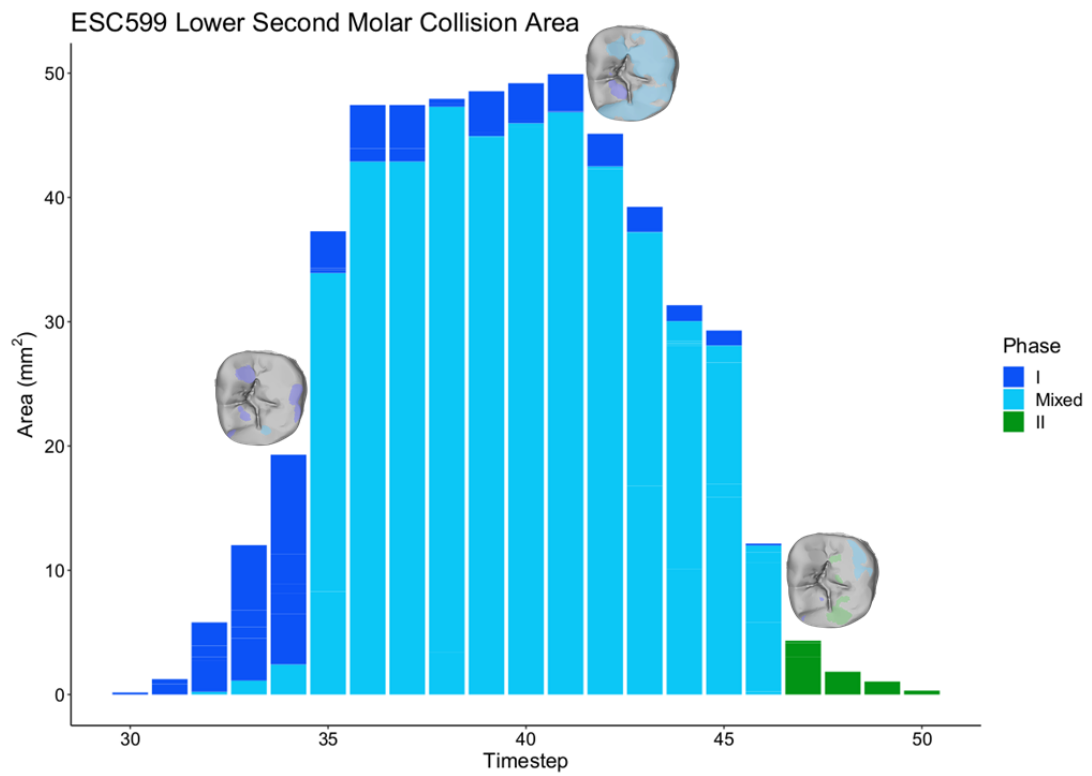 ESC599 Lower Second Molar Collision Area
50
40
30
20
10
0
Area (mm²)
30 35 40 45 50
Timestep
Phase
I
Mixed
II